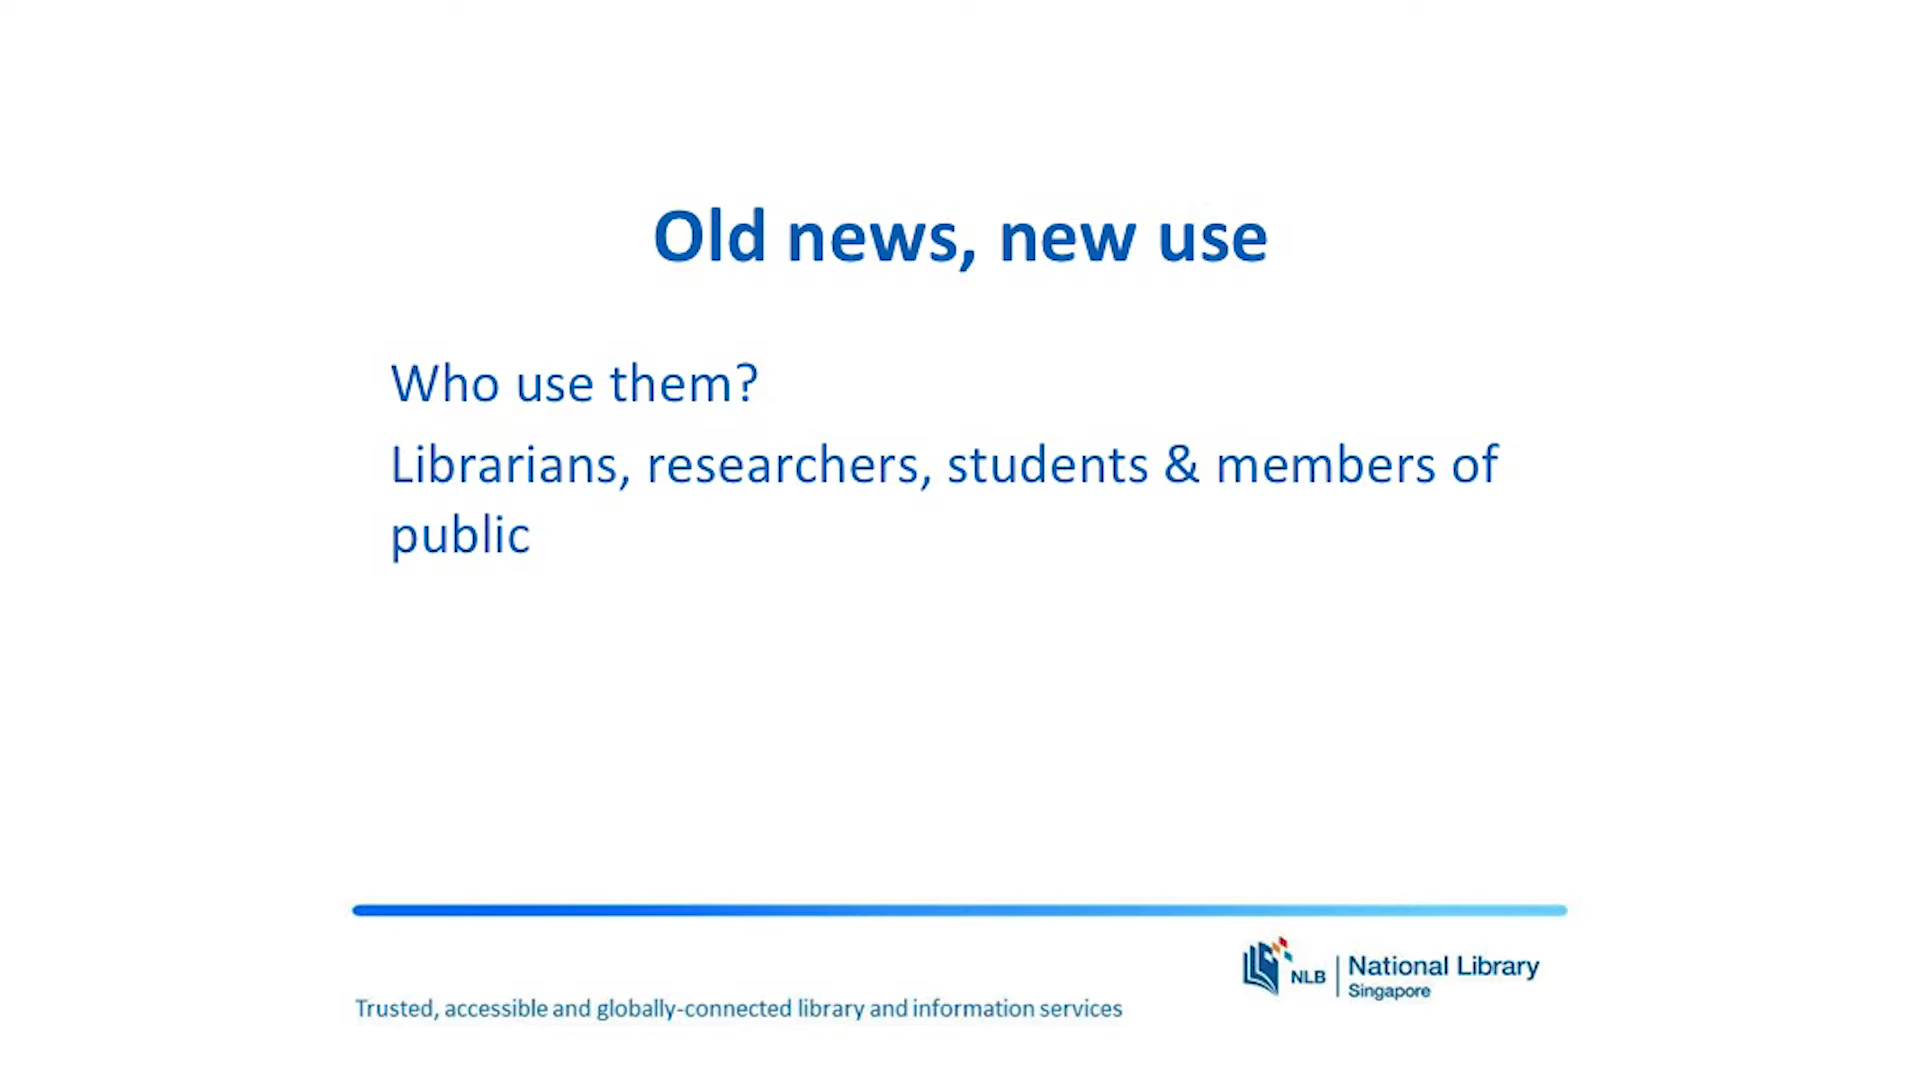 Old news, new use
Who use them?
Librarians, researchers, students & members of
public
NLB
National Library
Singapore
Trusted, accessible and globally-connected library and information services